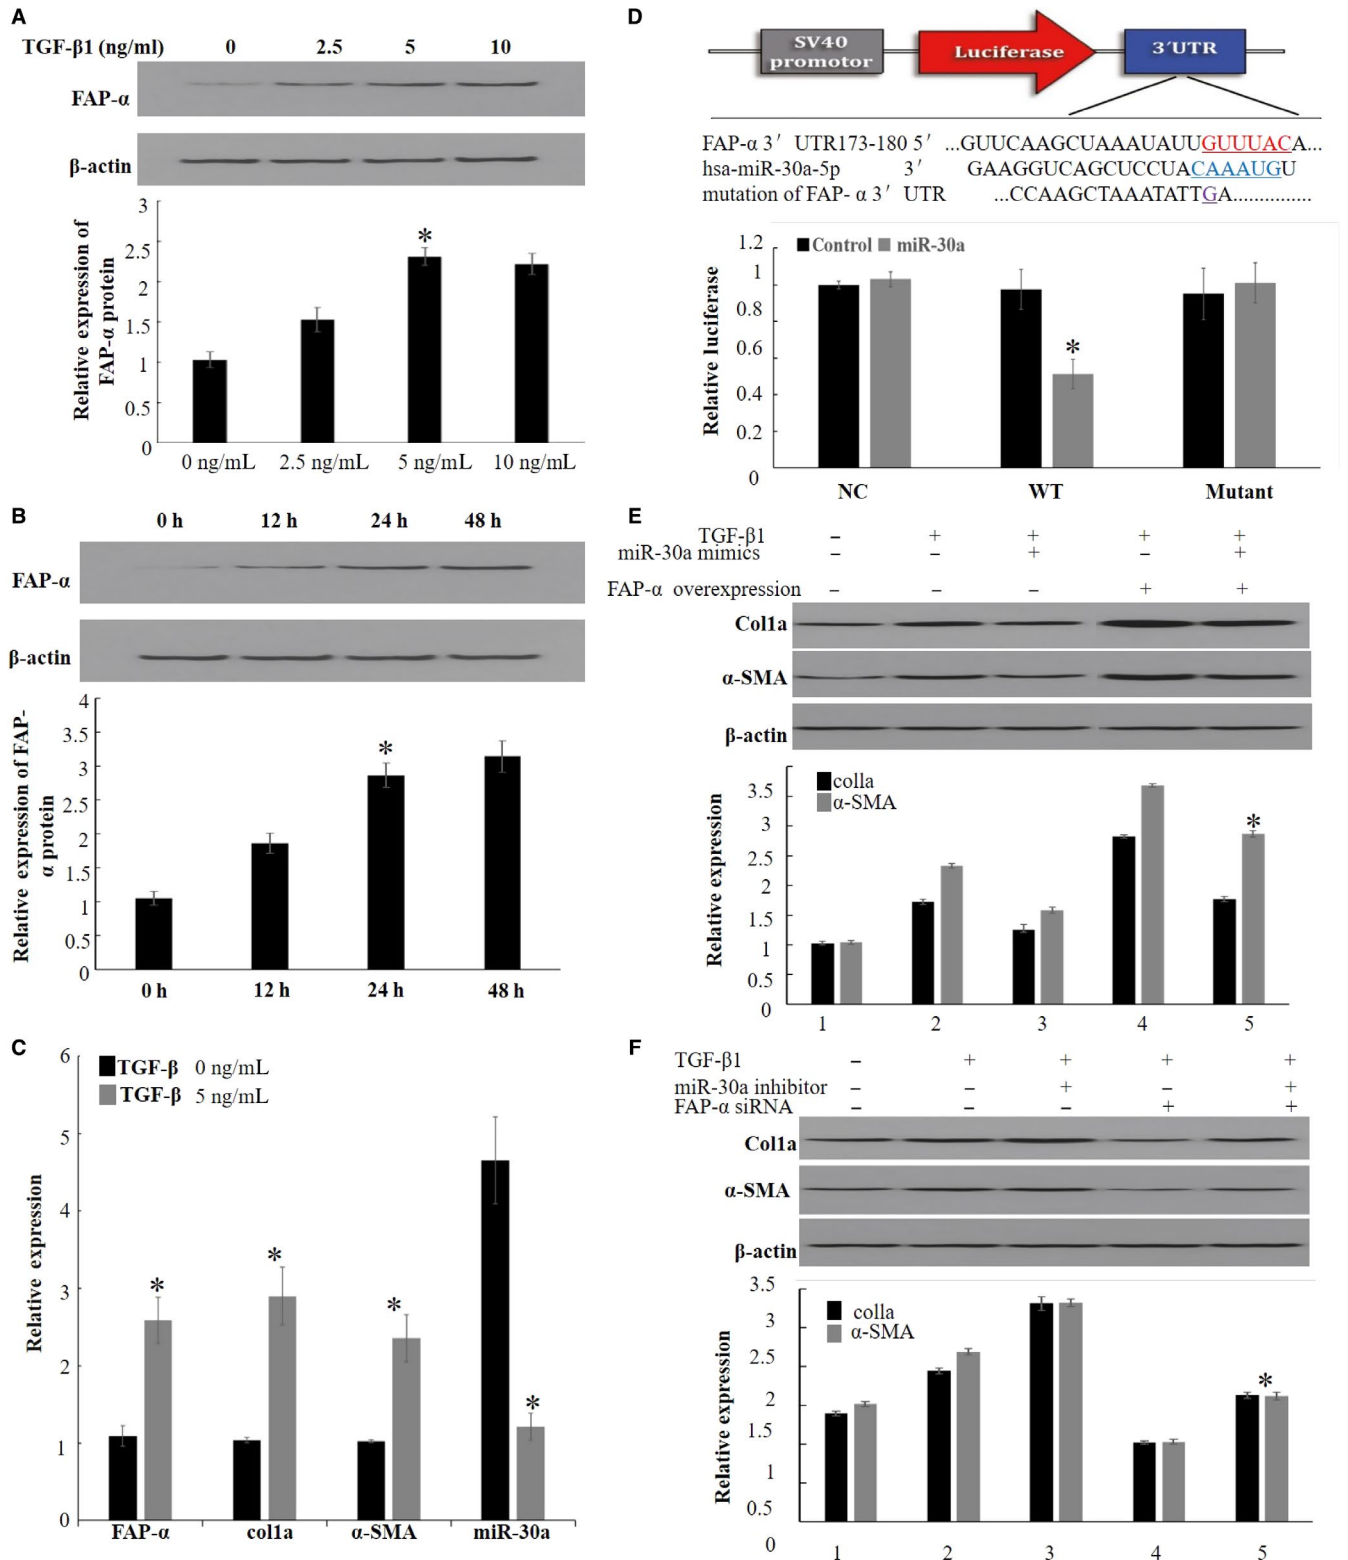 A
TGF-β1 (ng/ml) 0 2.5 5 10
FAP-α
β-actin
Relative expression of
FAP-α protein
3
2.5
2
1.5
1
0.5
0
*
0 ng/mL 2.5 ng/mL 5 ng/mL 10 ng/mL
B
0 h 12 h 24 h 48 h
FAP-α
β-actin
Relative expression of FAP-
α protein
4
3.5
3
2.5
2
1.5
1
0.5
0
*
0 h 12 h 24 h 48 h
C
TGF-β 0 ng/mL
TGF-β 5 ng/mL
Relative expression
6
5
4
3
2
1
0
* * * *
FAP-α col1a α-SMA miR-30a
D
SV40
promotor
Luciferase
3′UTR
FAP-α 3′ UTR173-180 5′ ...GUUCAAGCUAAAUAUUGUUUACA...
hsa-miR-30a-5p 3′ GAAGGUCAGCUCCUACAAAUGU
mutation of FAP- α 3′ UTR ...CCAAGCTAAATATTGA...............
Control miR-30a
Relative luciferase
1.2
1
0.8
0.6
0.4
0.2
0
*
NC WT Mutant
E
TGF-β1 – + + + +
miR-30a mimics – – + – +
FAP-α overexpression – – – + +
Col1a
α-SMA
β-actin
colla
α-SMA
Relative expression
3.5
3
2.5
2
1.5
1
0.5
0
*
1 2 3 4 5
F
TGF-β1 – + + + +
miR-30a inhibitor – – + – +
FAP-α siRNA – – – + +
Col1a
α-SMA
β-actin
colla
α-SMA
Relative expression
3.5
3
2.5
2
1.5
1
0.5
0
*
1 2 3 4 5